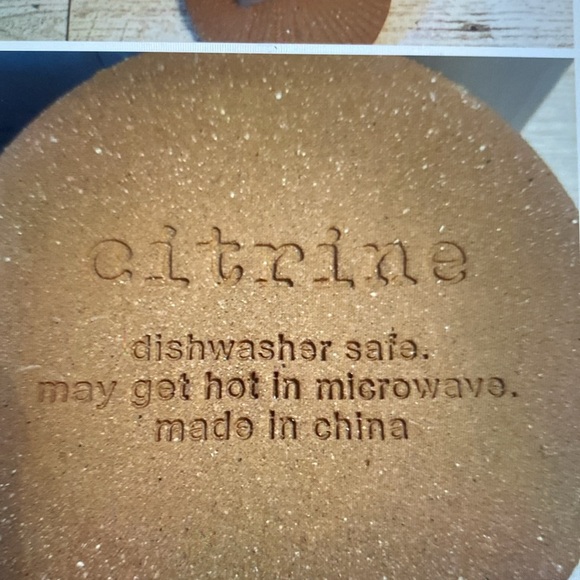 citrine
dishwasher safe.
may get hot in microwave.
made in china